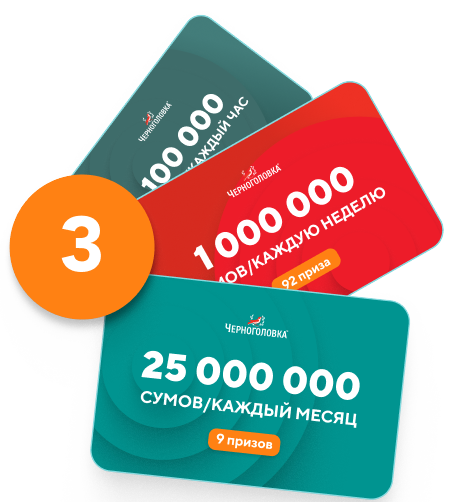 ЧЕРНОГОЛОВКА
100 000
КАЖДЫЙ ЧАС
ЧЕРНОГОЛОВКА
1 000 000
МОВ/КАЖДУЮ НЕДЕЛЮ
92 приза
3
ЧЕРНОГОЛОВКА
25 000 000
СУМОВ/КАЖДЫЙ МЕСЯЦ
9 призов